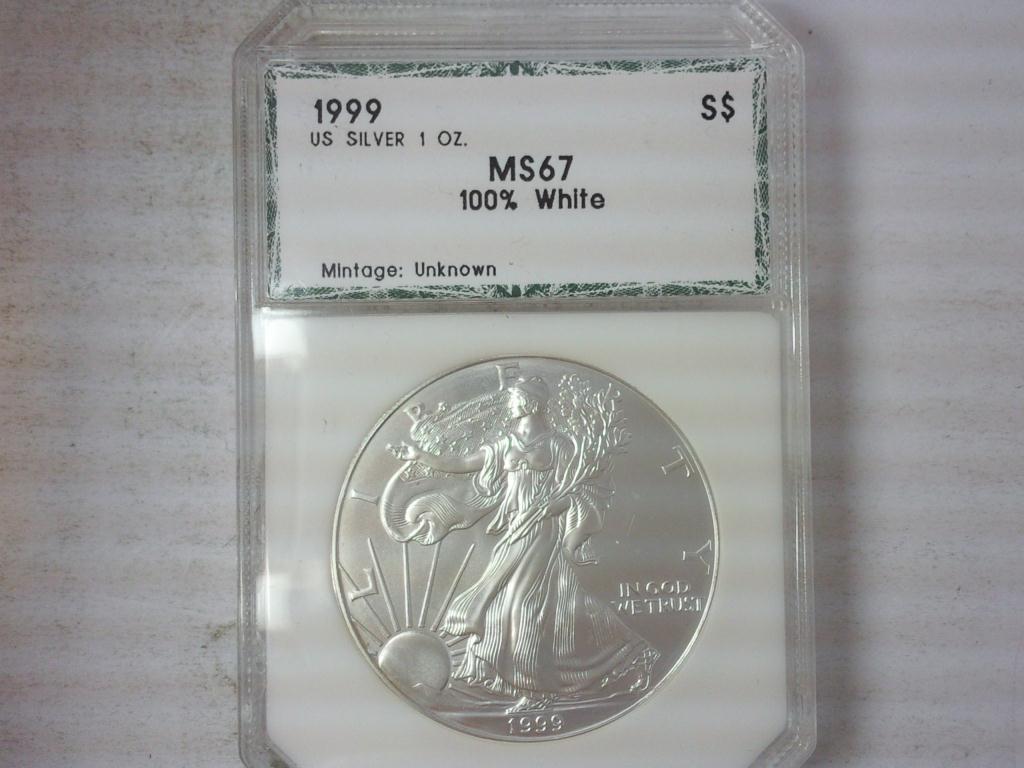 1999 S$
US SILVER 1 OZ.
MS67
100% White
Mintage: Unknown
LIBERTY
IN GOD
WE TRUST
1999